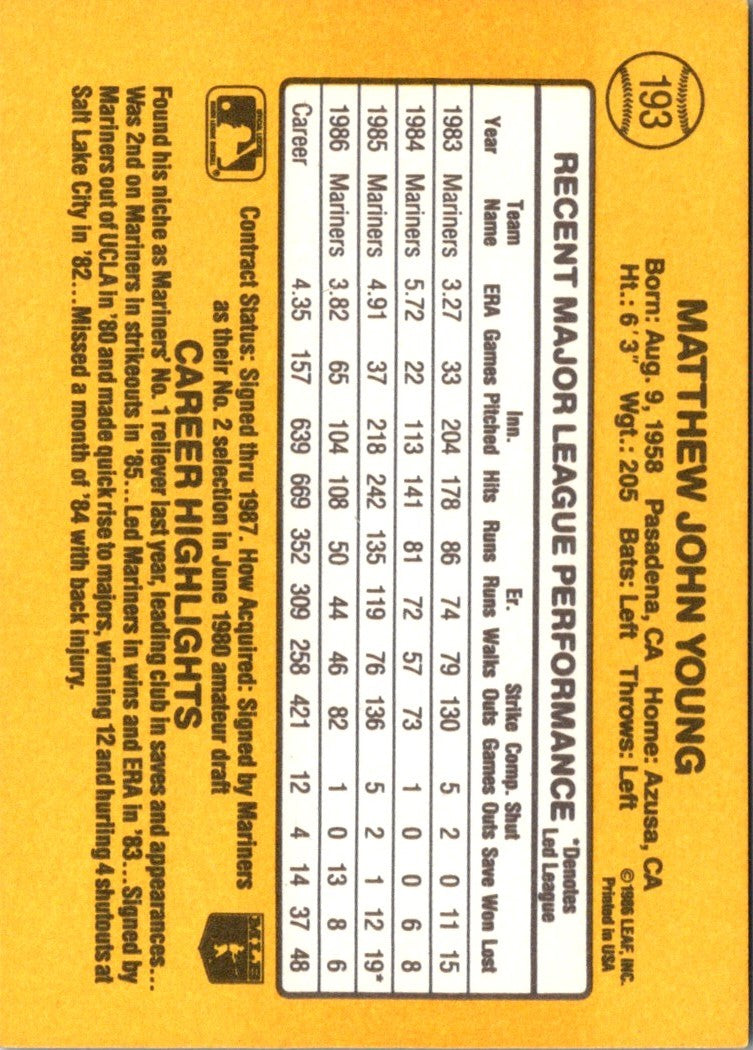 193
MATTHEW JOHN YOUNG
Born: Aug. 9, 1958 Pasadena, CA Home: Azusa, CA
Ht.: 6'3" Wgt.: 205 Bats: Left Throws: Left
©1986 LEAF, INC.
Printed in USA
RECENT MAJOR LEAGUE PERFORMANCE *Denotes Led League
Year Team Name ERA Games Inn. Pitched Hits Runs Er. Runs Walks Strike Outs Comp. Games Shut Outs Save Won Lost
1983 Mariners 3.27 33 204 178 86 74 79 130 5 2 0 11 15
1984 Mariners 5.72 22 113 141 81 72 57 73 1 0 0 6 8
1985 Mariners 4.91 37 218 242 135 119 76 136 5 2 1 12 19*
1986 Mariners 3.82 65 104 108 50 44 46 82 1 0 13 8 6
Career 4.35 157 639 669 352 309 258 421 12 4 14 37 48
Contract Status: Signed thru 1987. How Acquired: Signed by Mariners
as their No. 2 selection in June 1980 amateur draft
MLB
CAREER HIGHLIGHTS
Found his niche as Mariners' No. 1 reliever last year, leading club in saves and appearances...
Was 2nd on Mariners in strikeouts in '85...Led Mariners in wins and ERA in '83...Signed by
Mariners out of UCLA in '80 and made quick rise to majors, winning 12 and hurling 4 shutouts at
Salt Lake City in '82...Missed a month of '84 with back injury.